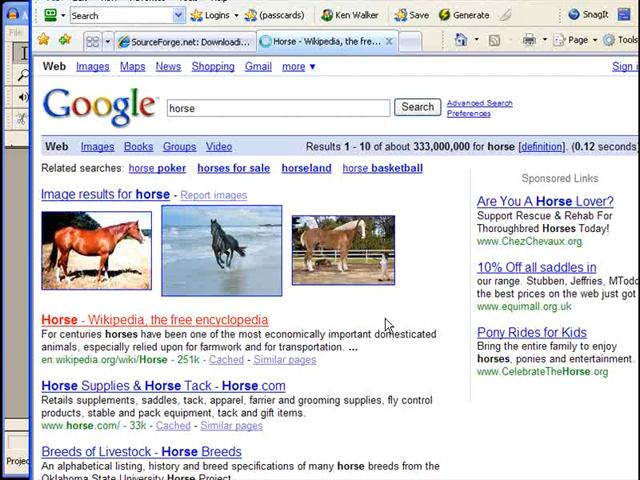 Search Logins (passcards) Ken Walker Save Generate SnagIt
SourceForge.net: Downloadi... Horse - Wikipedia, the fre... Page Tools
Web Images Maps News Shopping Gmail more ▼ Sign
Google horse Search Advanced Search
Preferences
Web Images Books Groups Video Results 1 - 10 of about 333,000,000 for horse [definition]. (0.12 seconds)
Related searches: horse poker horses for sale horseland horse basketball
Image results for horse - Report images
Horse - Wikipedia, the free encyclopedia
For centuries horses have been one of the most economically important domesticated
animals, especially relied upon for farmwork and for transportation. ...
en.wikipedia.org/wiki/Horse - 251k - Cached - Similar pages
Horse Supplies & Horse Tack - Horse.com
Retails supplements, saddles, tack, apparel, farrier and grooming supplies, fly control
products, stable and pack equipment, tack and gift items.
www.horse.com/ - 33k - Cached - Similar pages
Breeds of Livestock - Horse Breeds
An alphabetical listing, history and breed specifications of many horse breeds from the
Oklahoma State University Horse Project.
Sponsored Links
Are You A Horse Lover?
Support Rescue & Rehab For
Thoroughbred Horses Today!
www.ChezChevaux.org
10% Off all saddles in
our range. Stubben, Jeffries, MTodd
the best prices on the web just got
www.equimall.org.uk
Pony Rides for Kids
Bring the entire family to enjoy
horses, ponies and entertainment.
www.CelebrateTheHorse.org
Projec